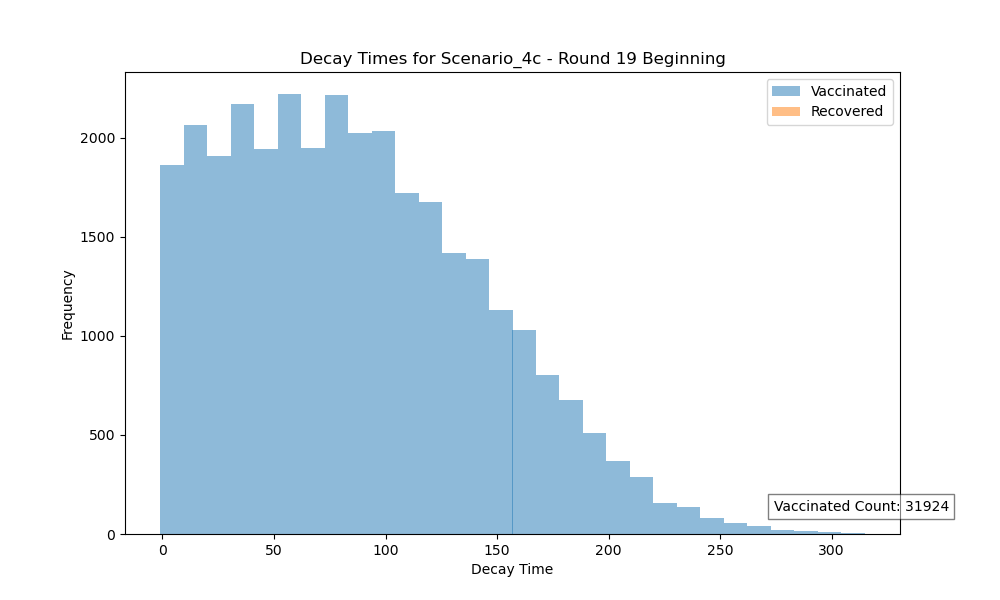 Decay Times for Scenario_4c - Round 19 Beginning
Vaccinated
Recovered
2000
1500
1000
500
0
Frequency
Vaccinated Count: 31924
0 50 100 150 200 250 300
Decay Time